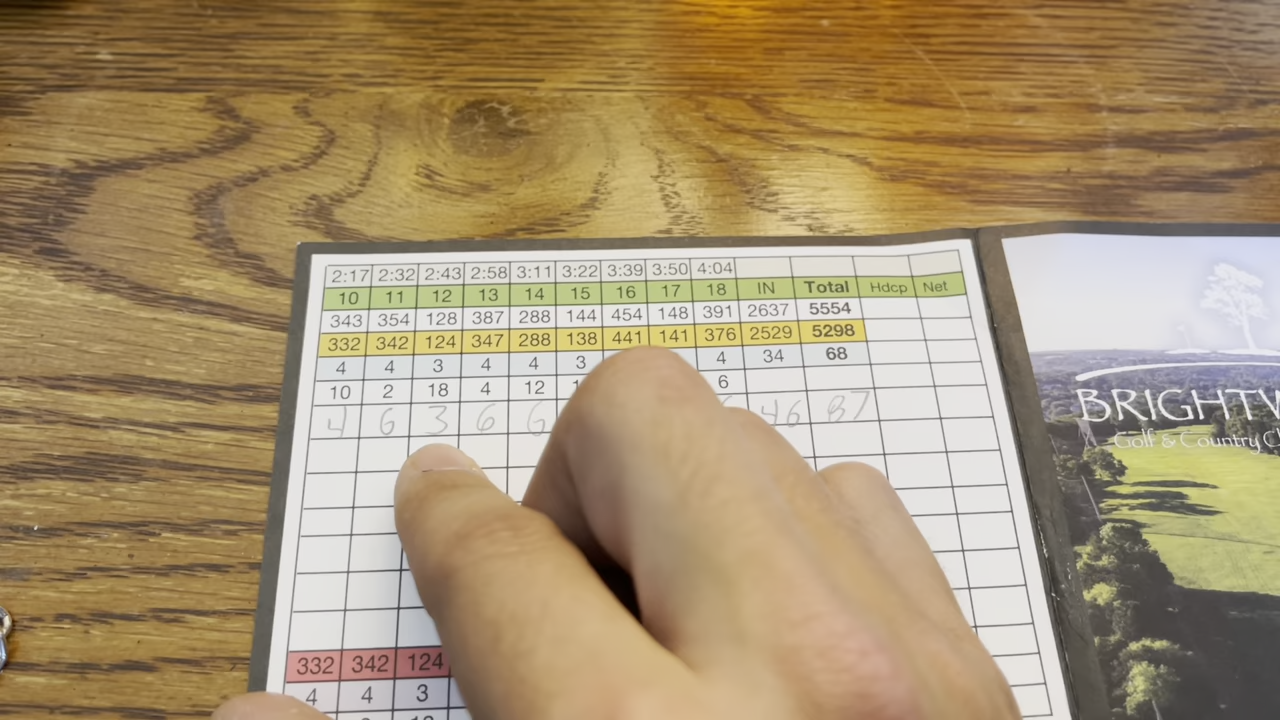 2:17 2:32 2:43 2:58 3:11 3:22 3:39 3:50 4:04
10 11 12 13 14 15 16 17 18 IN Total Hdcp Net
343 354 128 387 288 144 454 148 391 2637 5554
332 342 124 347 288 138 441 141 376 2529 5298
4 4 3 4 4 3 4 34 68
10 2 18 4 12 6
4 6 3 6 6 46 87
332 342 124
4 4 3
BRIGHTW
Golf & Country C